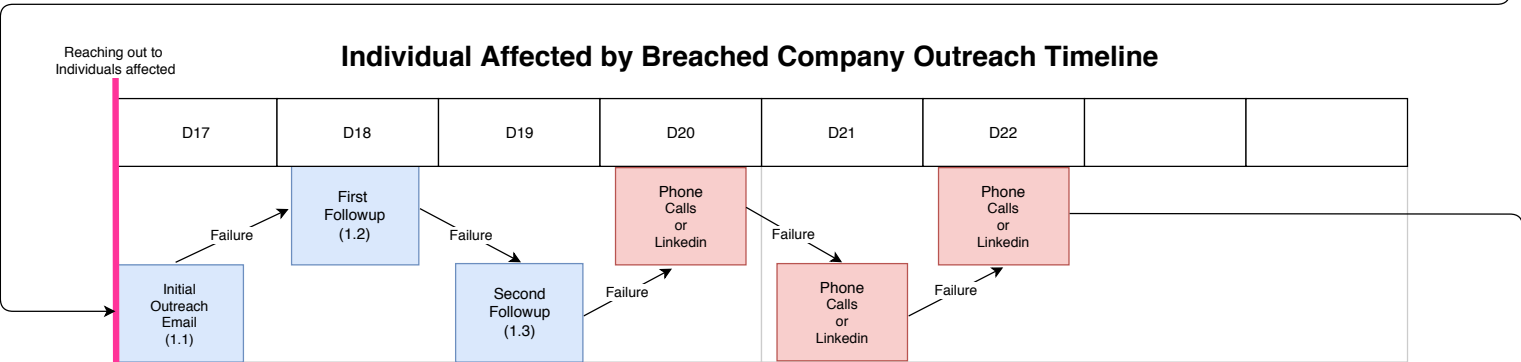 Reaching out to
Individuals affected
Individual Affected by Breached Company Outreach Timeline
D17
D18
D19
D20
D21
D22
First
Followup
(1.2)
Phone
Calls
or
Linkedin
Phone
Calls
or
Linkedin
Failure
Failure
Failure
Failure
Failure
Initial
Outreach
Email
(1.1)
Second
Followup
(1.3)
Phone
Calls
or
Linkedin